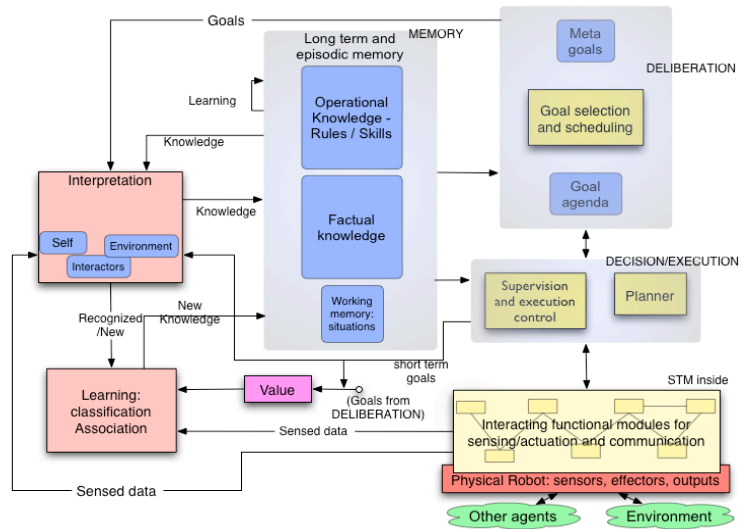 Goals
Long term and
episodic memory
MEMORY
Meta
goals
DELIBERATION
Learning
Operational
Knowledge -
Rules / Skills
Goal selection
and scheduling
Knowledge
Interpretation
Factual
knowledge
Goal
agenda
Knowledge
Self
Environment
Interactors
DECISION/EXECUTION
Supervision
and execution
control
Planner
Working
memory:
situations
New
Knowledge
Recognized
/New
short term
goals
STM inside
Learning:
classification
Association
Value
(Goals from
DELIBERATION)
Interacting functional modules for
sensing/actuation and communication
Sensed data
Physical Robot: sensors, effectors, outputs
Sensed data
Other agents
Environment